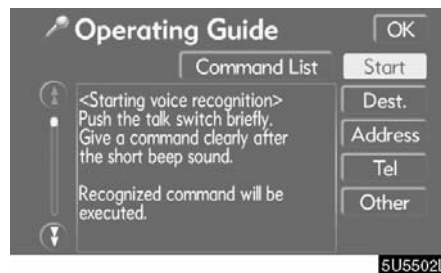 Operating Guide
OK
Command List
Start
<Starting voice recognition>
Push the talk switch briefly.
Give a command clearly after
the short beep sound.
Recognized command will be
executed.
Dest.
Address
Tel
Other
5U5502